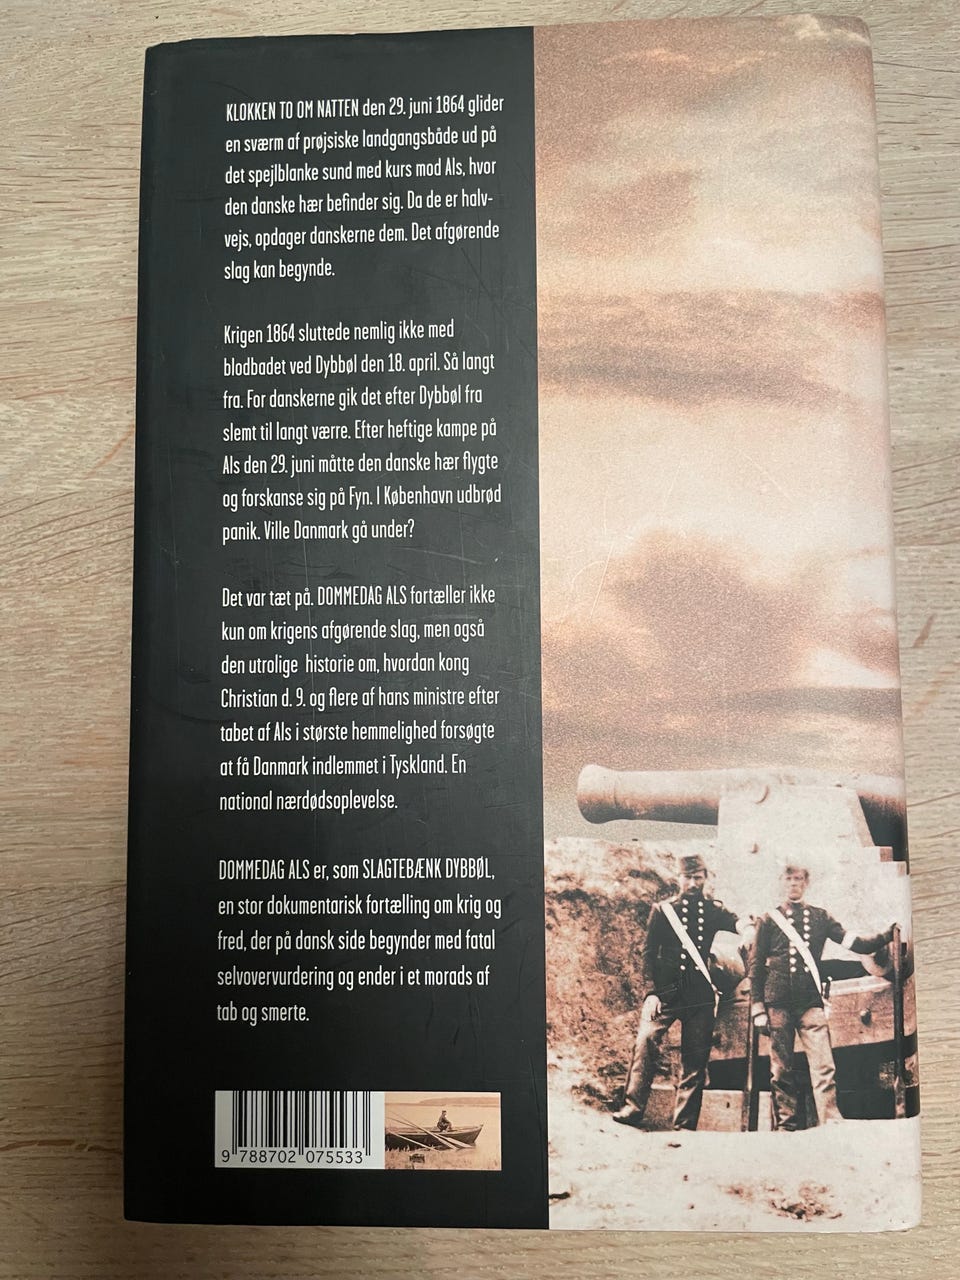 KLOKKEN TO OM NATTEN den 29. juni 1864 glider
en sværm af prøjsiske landgangsbåde ud på
det spejlblanke sund med kurs mod Als, hvor
den danske hær befinder sig. Da de er halv-
vejs, opdager danskerne dem. Det afgørende
slag kan begynde.
Krigen 1864 sluttede nemlig ikke med
blodbadet ved Dybbøl den 18. april. Så langt
fra. For danskerne gik det efter Dybbøl fra
slemt til langt værre. Efter heftige kampe på
Als den 29. juni måtte den danske hær flygte
og forskanse sig på Fyn. I København udbrød
panik. Ville Danmark gå under?
Det var tæt på. DOMMEDAG ALS fortæller ikke
kun om krigens afgørende slag, men også
den utrolige historie om, hvordan kong
Christian d. 9. og flere af hans ministre efter
tabet af Als i største hemmelighed forsøgte
at få Danmark indlemmet i Tyskland. En
national nærdødsoplevelse.
DOMMEDAG ALS er, som SLAGTEBÆNK DYBBØL,
en stor dokumentarisk fortælling om krig og
fred, der på dansk side begynder med fatal
selvovervurdering og ender i et morads af
tab og smerte.
9 788702 075533